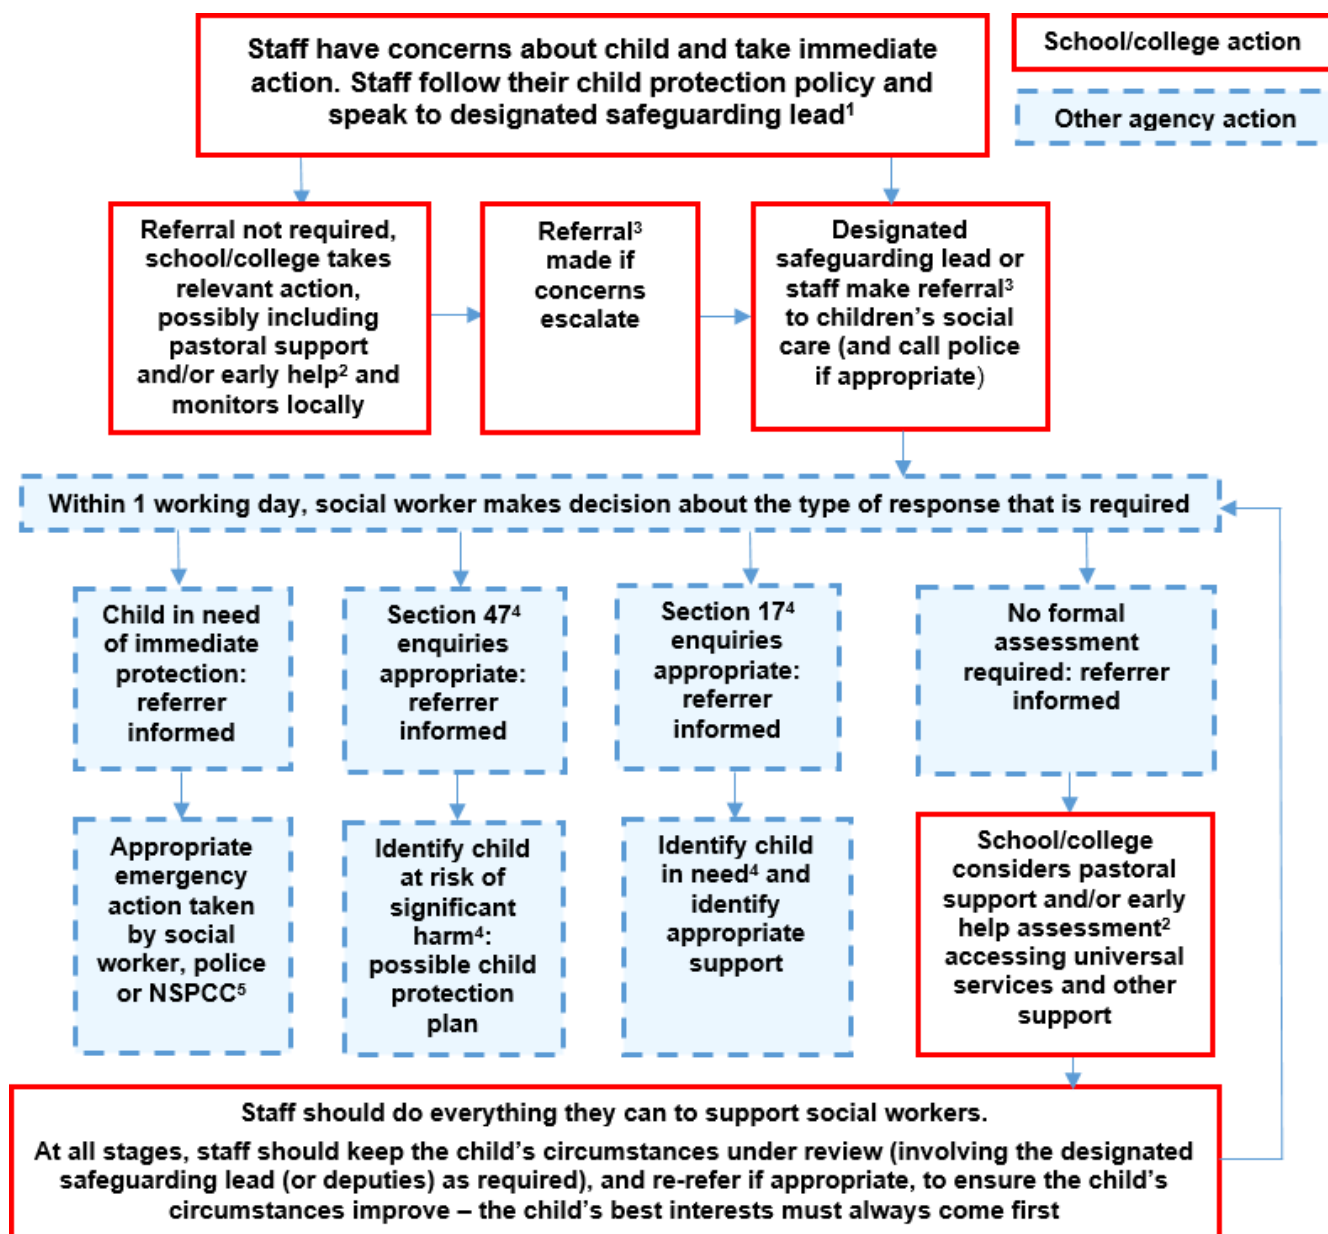 Staff have concerns about child and take immediate
action. Staff follow their child protection policy and
speak to designated safeguarding lead¹
School/college action
Other agency action
Referral not required,
school/college takes
relevant action,
possibly including
pastoral support
and/or early help² and
monitors locally
Referral³
made if
concerns
escalate
Designated
safeguarding lead or
staff make referral³
to children’s social
care (and call police
if appropriate)
Within 1 working day, social worker makes decision about the type of response that is required
Child in need
of immediate
protection:
referrer
informed
Section 47⁴
enquiries
appropriate:
referrer
informed
Section 17⁴
enquiries
appropriate:
referrer
informed
No formal
assessment
required: referrer
informed
Appropriate
emergency
action taken
by social
worker, police
or NSPCC⁵
Identify child
at risk of
significant
harm⁴:
possible child
protection
plan
Identify child
in need⁴ and
identify
appropriate
support
School/college
considers pastoral
support and/or early
help assessment²
accessing universal
services and other
support
Staff should do everything they can to support social workers.
At all stages, staff should keep the child’s circumstances under review (involving the designated
safeguarding lead (or deputies) as required), and re-refer if appropriate, to ensure the child’s
circumstances improve – the child’s best interests must always come first